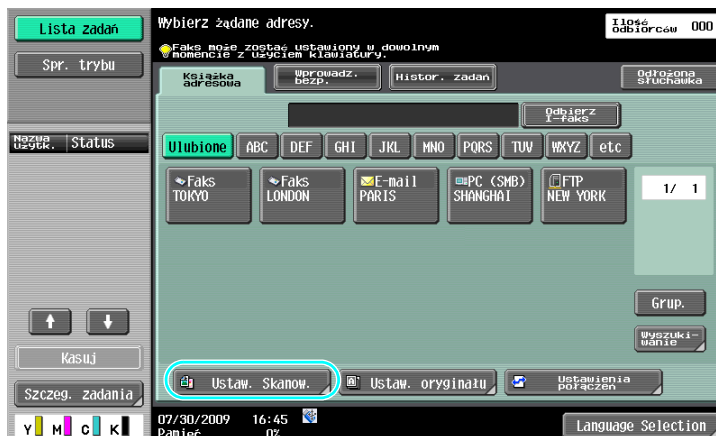 Lista zadań
Spr. trybu
Nazwa
Użytk.
Status
Kasuj
Szczeg. zadania
Y M C K
Wybierz żądane adresy.
Ilość
odbiorców 000
Faks może zostać ustawiony w dowolnym
momencie z użyciem klawiatury.
Książka
adresowa
Wprowadz.
bezp.
Histor. zadań
Odłożona
słuchawka
Odbierz
I-faks
Ulubione ABC DEF GHI JKL MNO PQRS TUV WXYZ etc
Faks
TOKYO
Faks
LONDON
E-mail
PARIS
PC (SMB)
SHANGHAI
FTP
NEW YORK
1/ 1
Grup.
Wyszuki-
wanie
Ustaw. Skanow.
Ustaw. oryginału
Ustawienia
połączeń
07/30/2009 16:45
Pamięć 0%
Language Selection